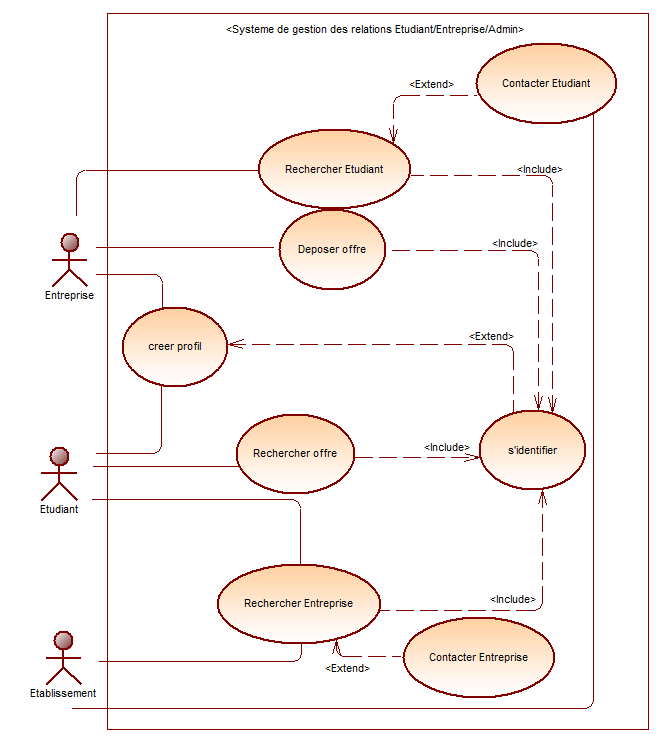 <Systeme de gestion des relations Etudiant/Entreprise/Admin>
Contacter Etudiant
<Extend>
Rechercher Etudiant
<Include>
Deposer offre
<Include>
Entreprise
<Extend>
creer profil
Rechercher offre
<Include>
s'identifier
Etudiant
Rechercher Entreprise
<Include>
Contacter Entreprise
<Extend>
Etablissement